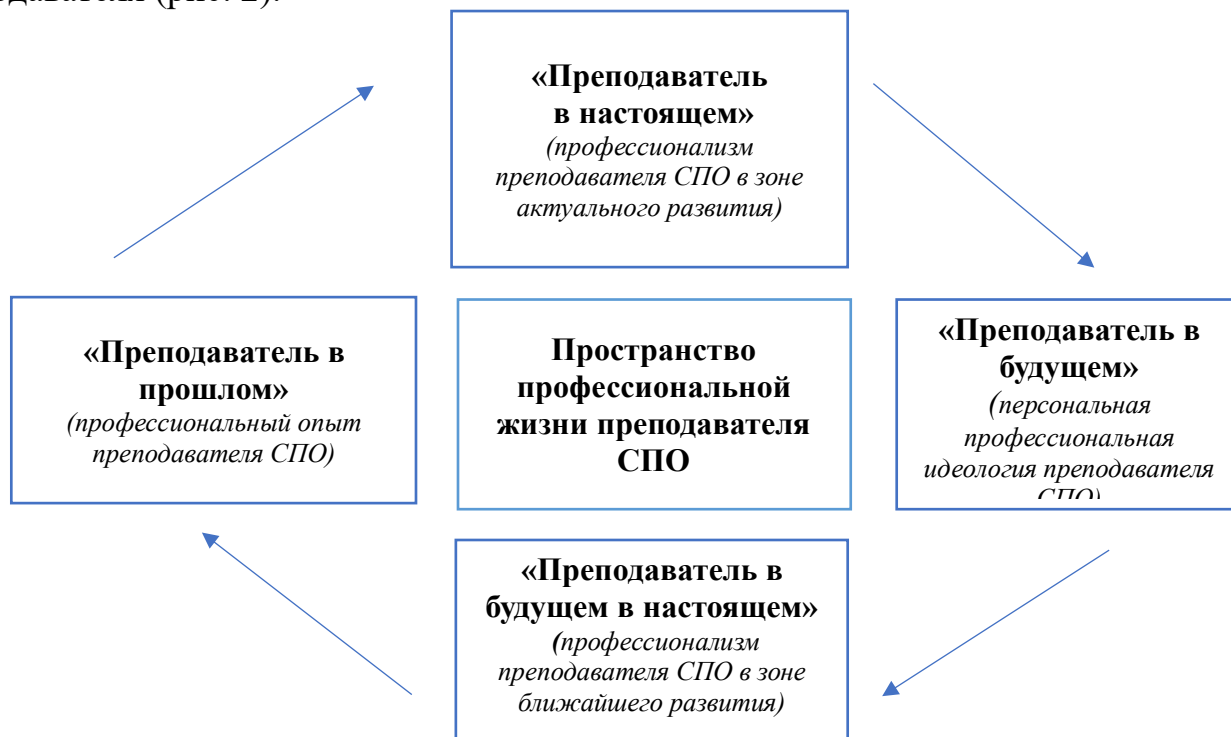 «Преподаватель
в настоящем»
(профессионализм
преподавателя СПО в зоне
актуального развития)
«Преподаватель в
прошлом»
(профессиональный опыт
преподавателя СПО)
Пространство
профессиональной
жизни преподавателя
СПО
«Преподаватель в
будущем»
(персональная
профессиональная
идеология преподавателя
СПО)
«Преподаватель в
будущем в настоящем»
(профессионализм
преподавателя СПО в зоне
ближайшего развития)